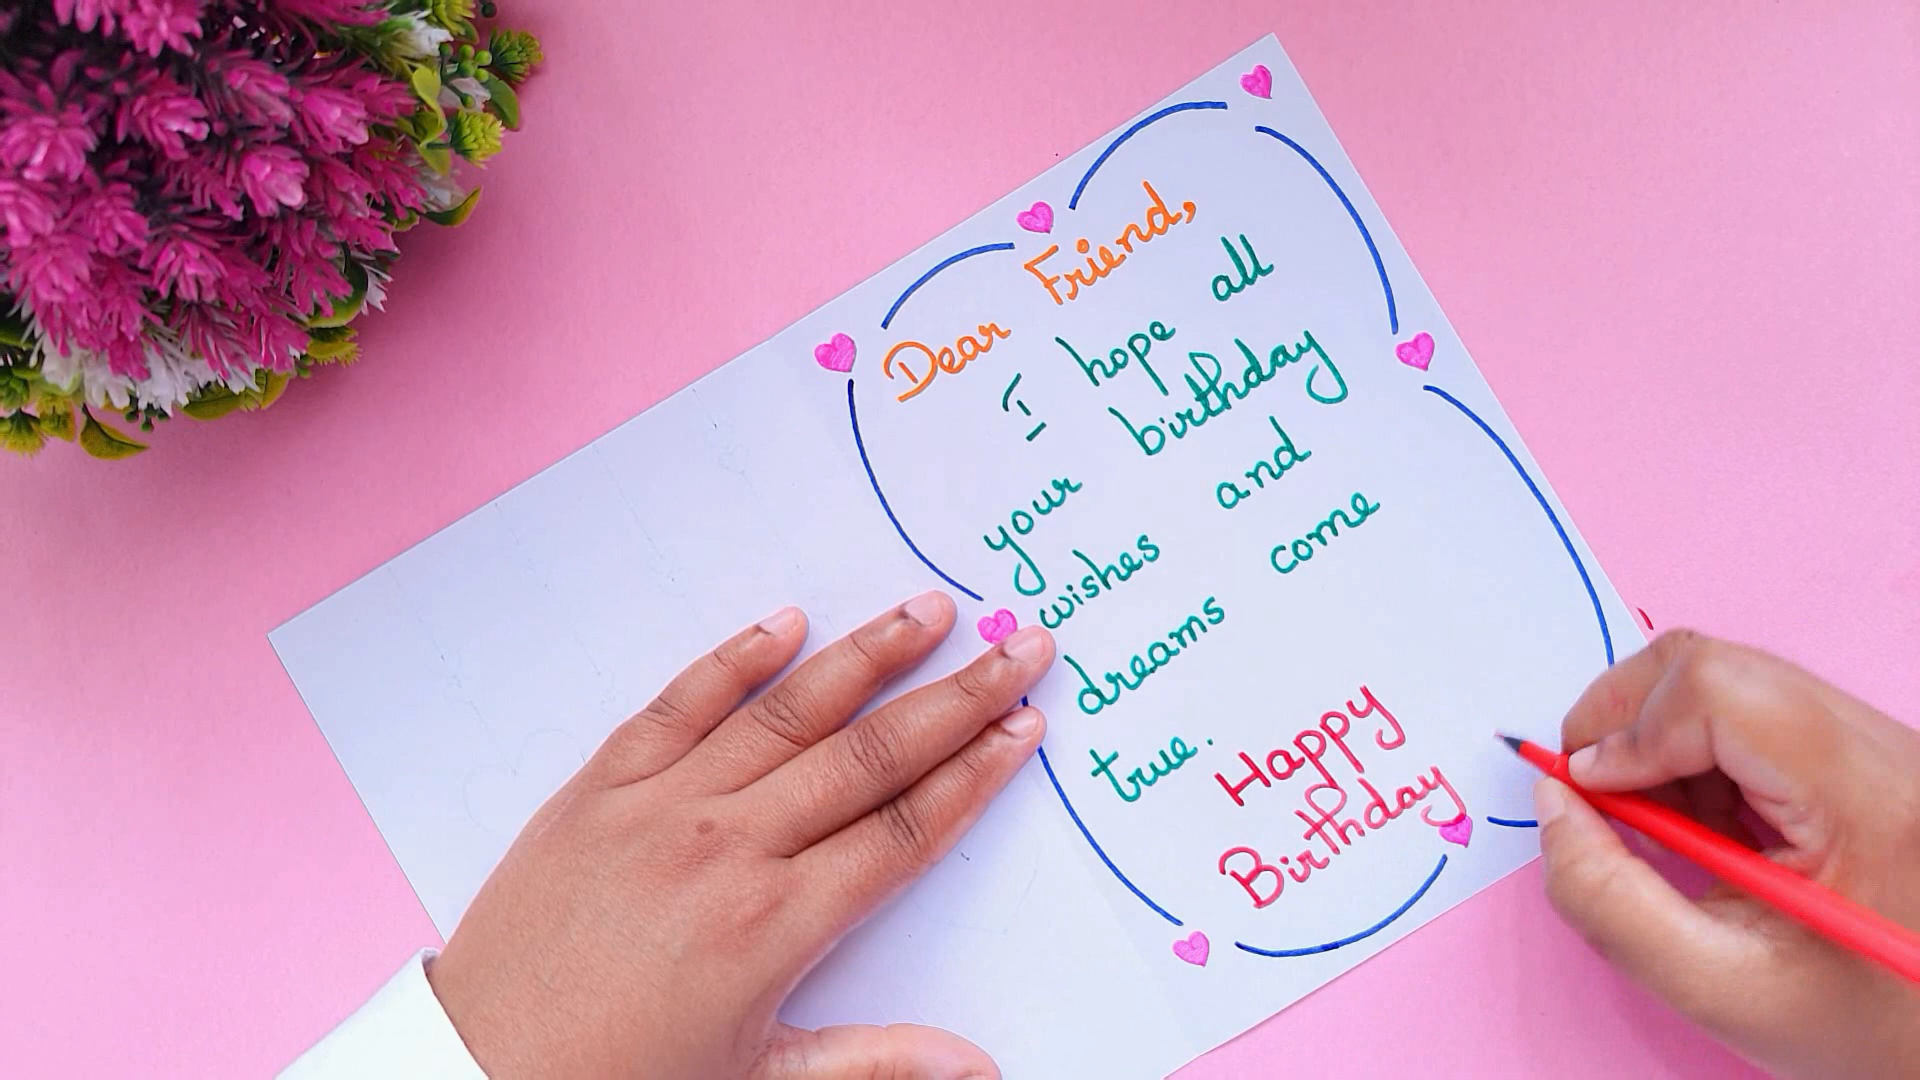 Dear Friend,
I hope all
your birthday
wishes and
dreams come
true.
Happy
Birthday